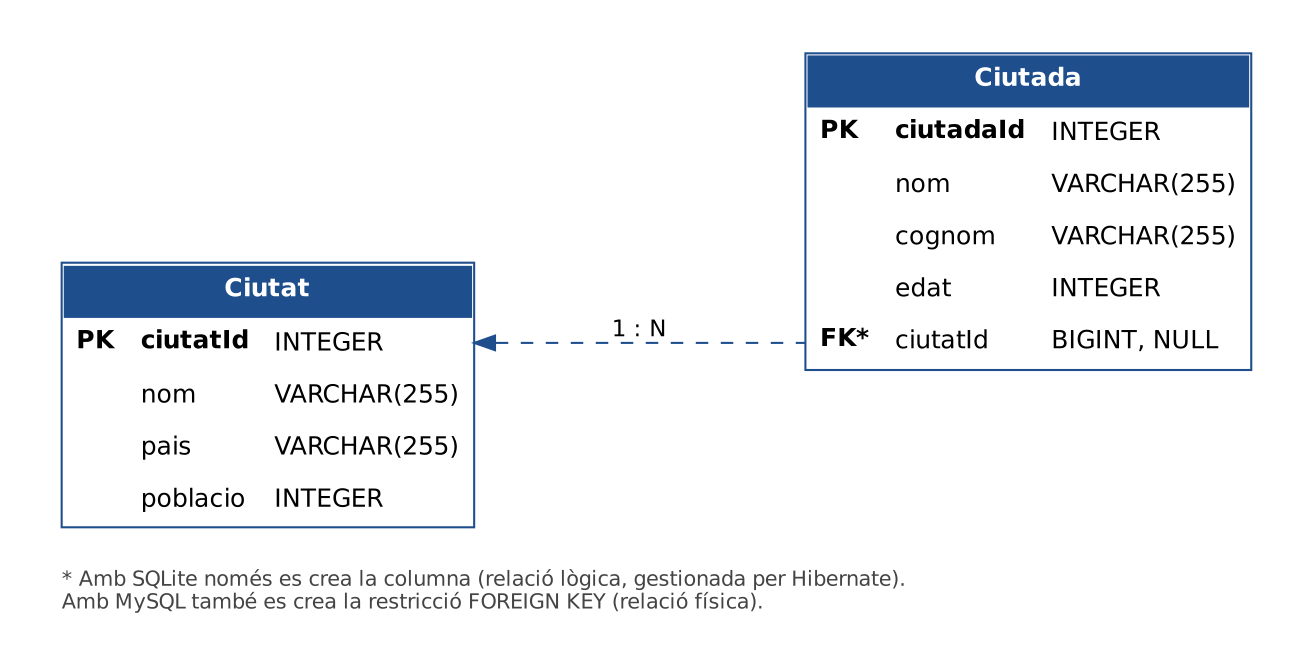 Ciutada
PK ciutadaId INTEGER
nom VARCHAR(255)
cognom VARCHAR(255)
edat INTEGER
FK* ciutatId BIGINT, NULL
Ciutat
PK ciutatId INTEGER
nom VARCHAR(255)
pais VARCHAR(255)
poblacio INTEGER
1 : N
* Amb SQLite només es crea la columna (relació lògica, gestionada per Hibernate).
Amb MySQL també es crea la restricció FOREIGN KEY (relació física).